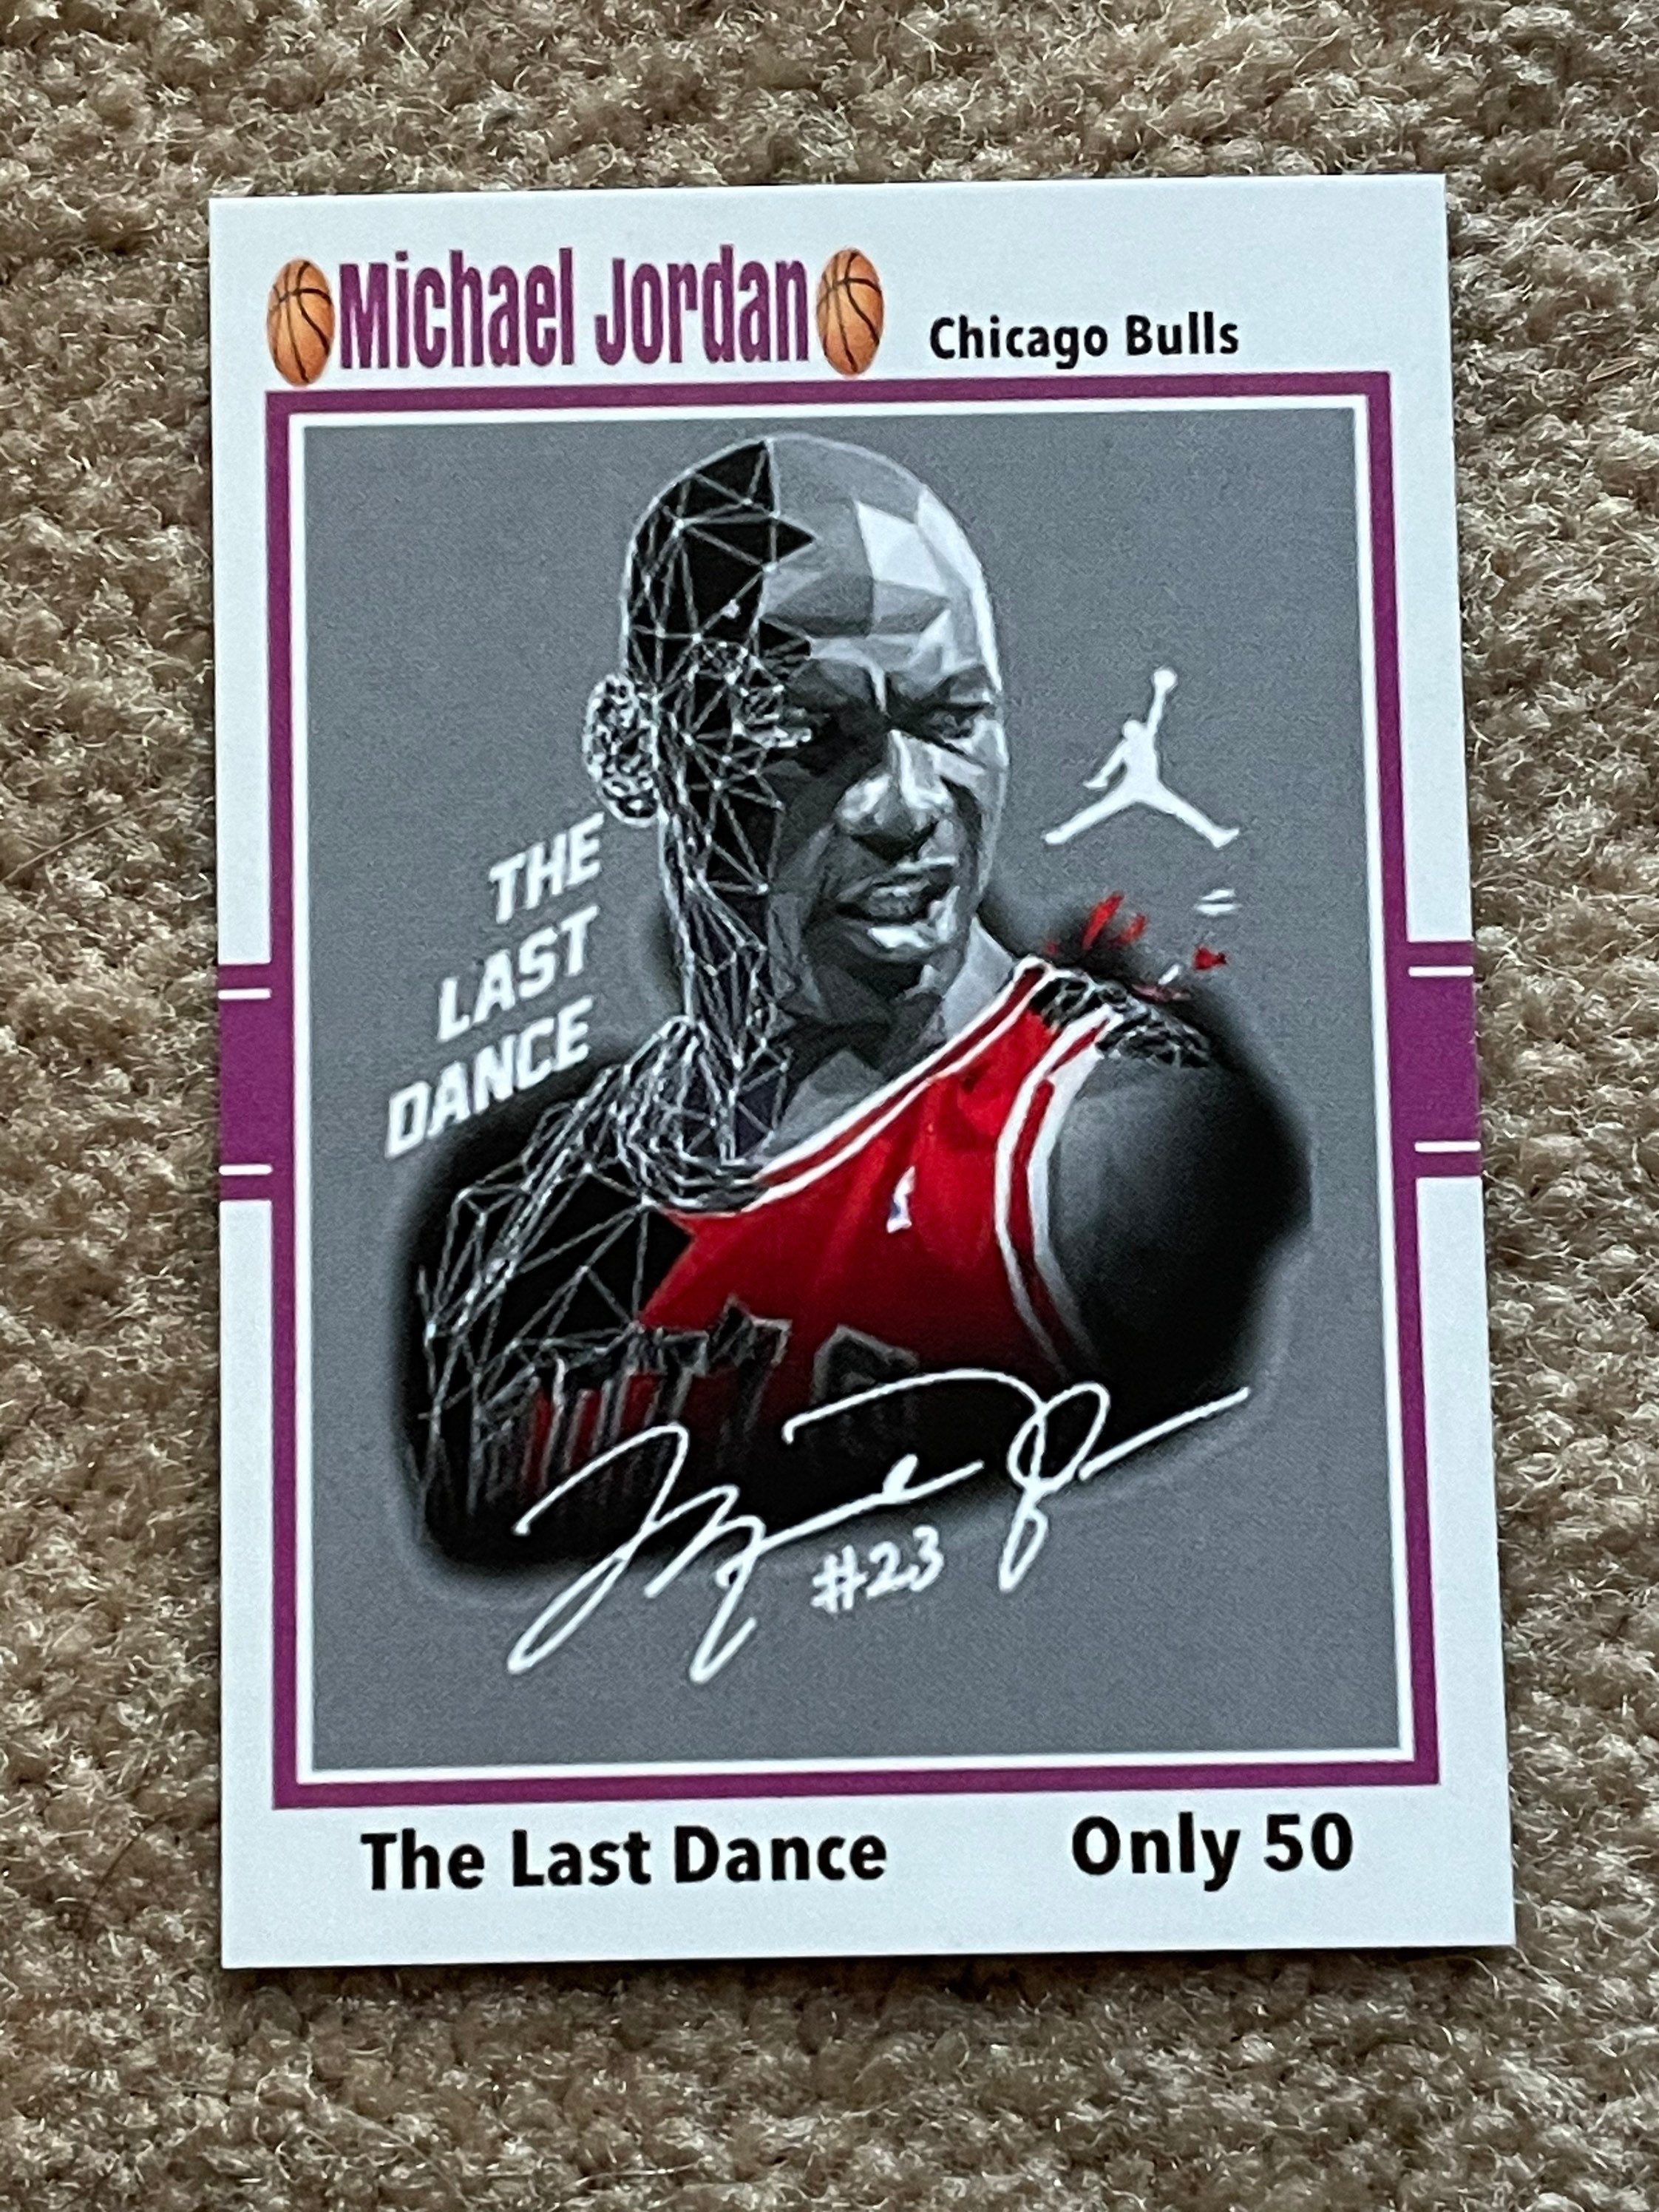 Michael Jordan Chicago Bulls
THE
LAST
DANCE
#23
The Last Dance Only 50